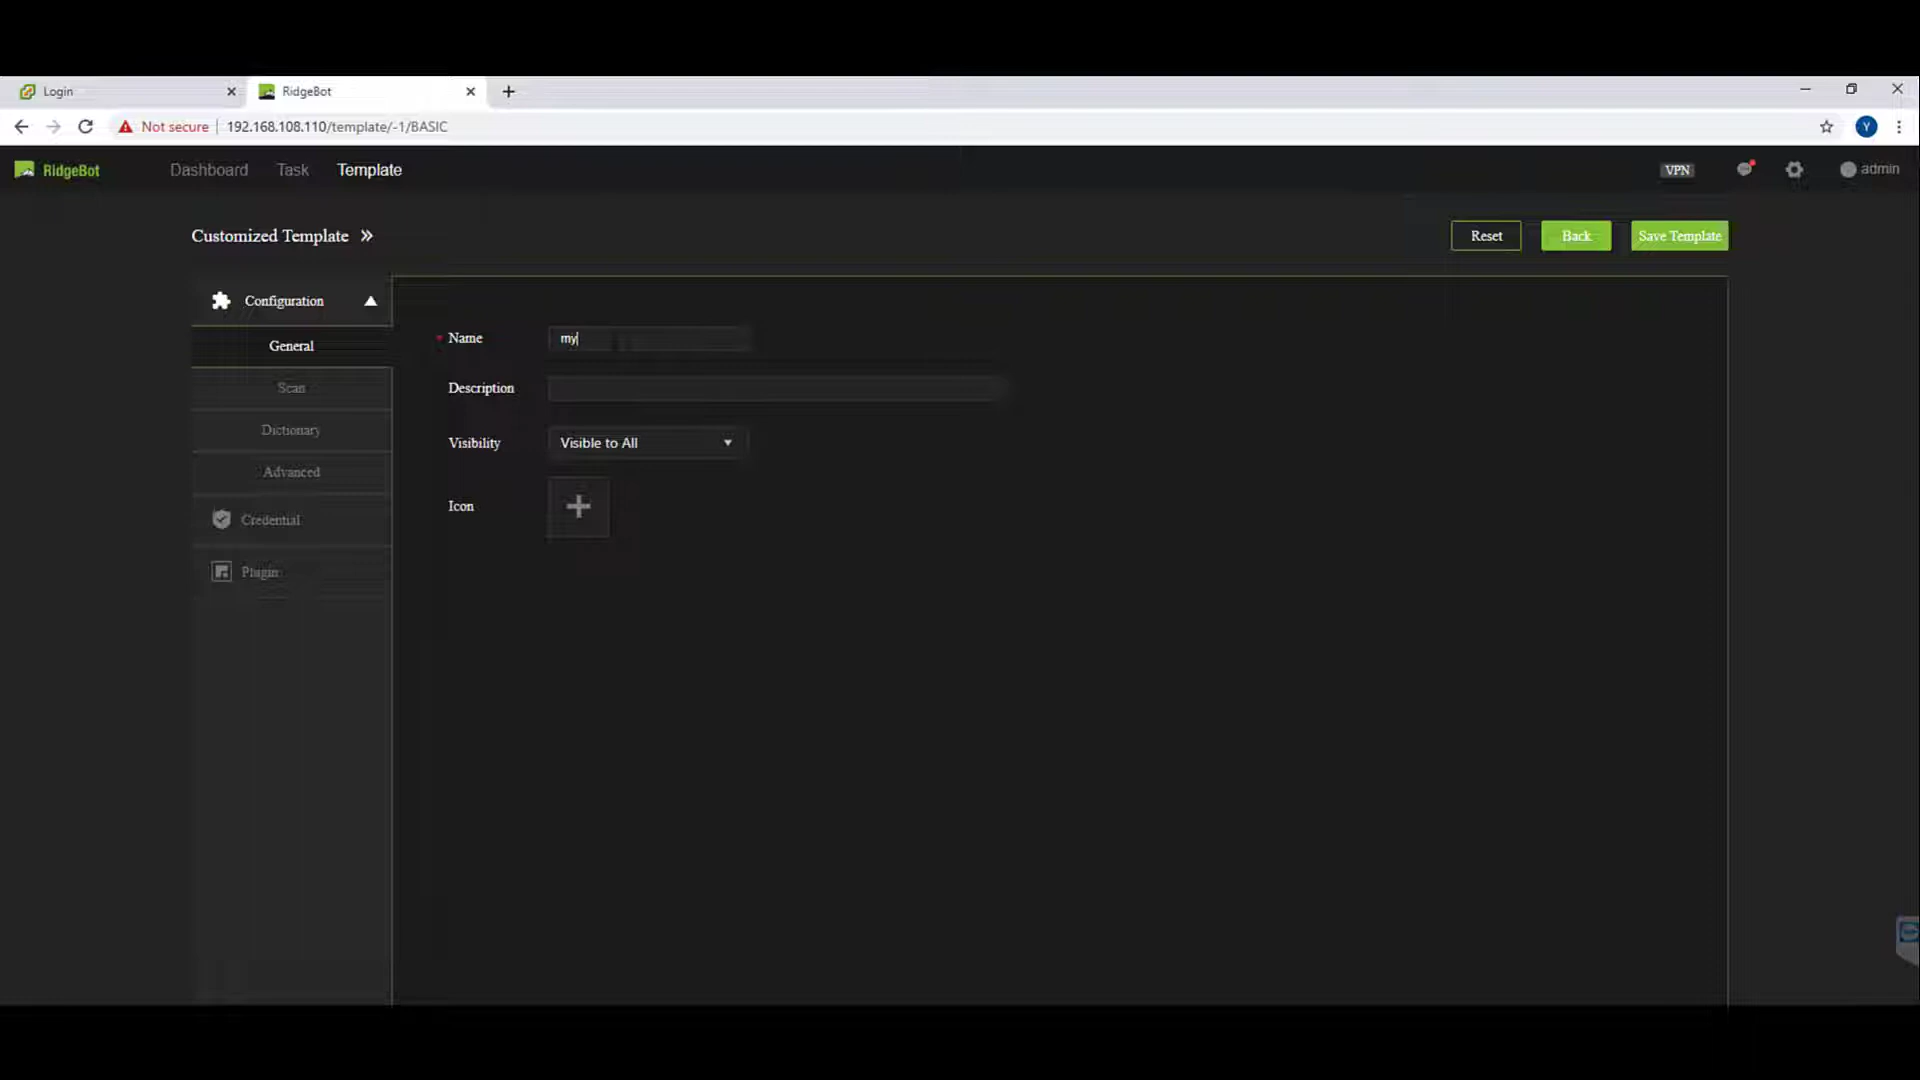 Login
RidgeBot
Not secure
192.168.108.110/template/-1/BASIC
Y
RidgeBot
Dashboard
Task
Template
VPN
admin
Customized Template »
Reset
Back
Save Template
Configuration
General
Scan
Dictionary
Advanced
Credential
Plugin
* Name
my
Description
Visibility
Visible to All
Icon